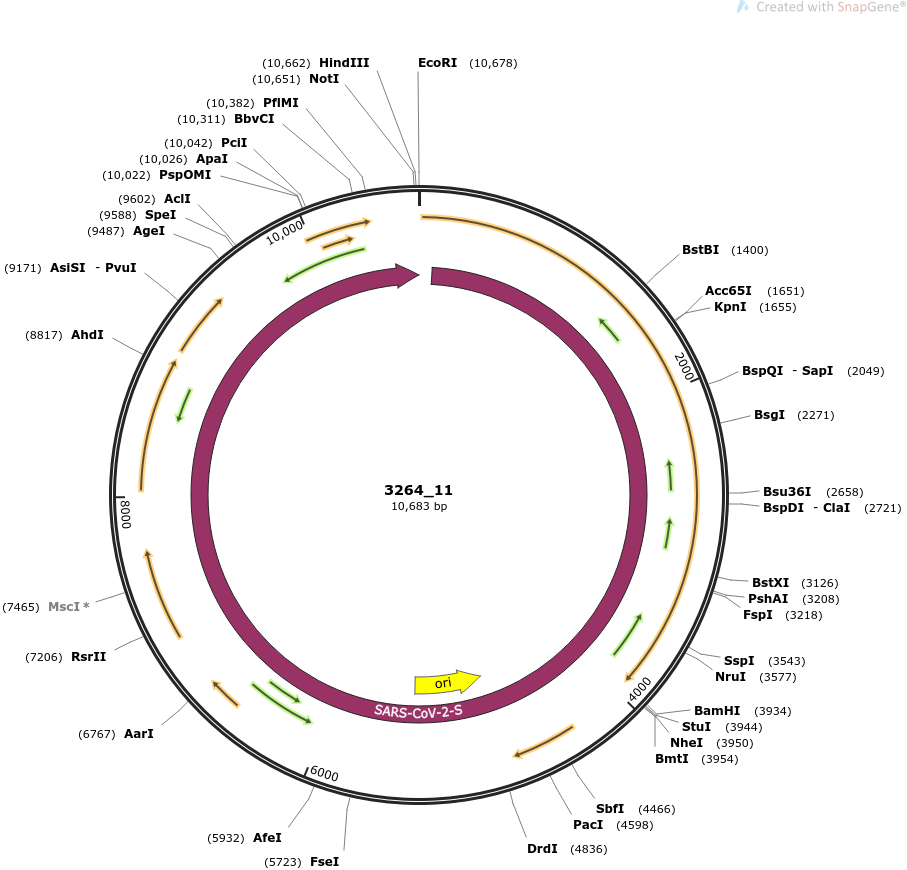 Created with SnapGene®
(10,662) HindIII
EcoRI (10,678)
(10,651) NotI
(10,382) PflMI
(10,311) BbvCI
(10,042) PciI
(10,026) ApaI
(10,022) PspOMI
(9602) AclI
(9588) SpeI
(9487) AgeI
(9171) AsiSI - PvuI
(8817) AhdI
10,000
BstBI (1400)
Acc65I (1651)
KpnI (1655)
2000
BspQI - SapI (2049)
BsgI (2271)
Bsu36I (2658)
BspDI - ClaI (2721)
3264_11
10,683 bp
8000
BstXI (3126)
PshAI (3208)
FspI (3218)
(7465) MscI *
(7206) RsrII
SspI (3543)
NruI (3577)
4000
ori
SARS-CoV-2-S
BamHI (3934)
StuI (3944)
NheI (3950)
BmtI (3954)
(6767) AarI
6000
SbfI (4466)
PacI (4598)
DrdI (4836)
(5932) AfeI
(5723) FseI